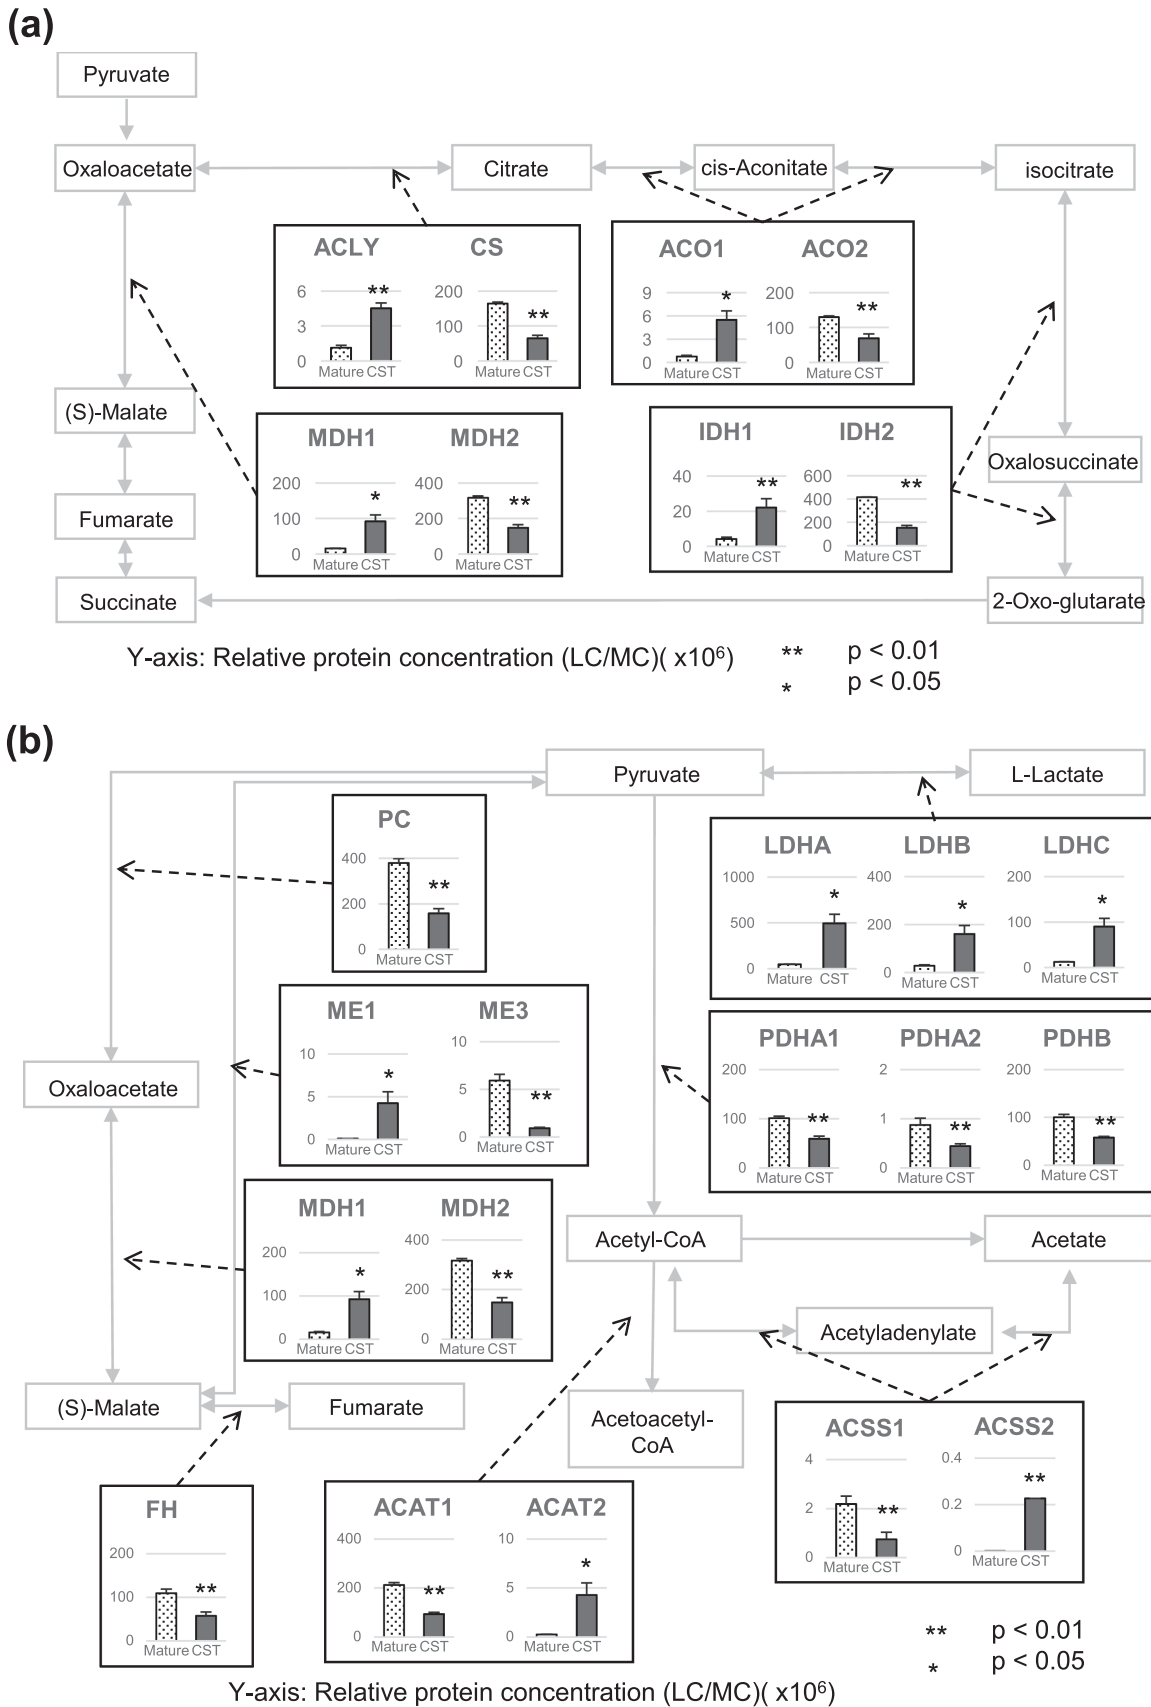 (a)
Pyruvate
Oxaloacetate
Citrate
cis-Aconitate
isocitrate
ACLY
CS
6
3
0
**
Mature CST
200
100
0
**
Mature CST
ACO1
ACO2
9
6
3
0
*
Mature CST
200
100
0
**
Mature CST
(S)-Malate
MDH1
MDH2
200
100
0
*
Mature CST
400
200
0
**
Mature CST
IDH1
IDH2
40
20
0
**
Mature CST
600
400
200
0
**
Mature CST
Oxalosuccinate
Fumarate
Succinate
2-Oxo-glutarate
Y-axis: Relative protein concentration (LC/MC)( x10⁶)
** p < 0.01
* p < 0.05
(b)
Pyruvate
L-Lactate
PC
400
200
0
**
Mature CST
LDHA
LDHB
LDHC
1000
500
0
*
Mature CST
400
200
0
*
Mature CST
200
100
0
*
Mature CST
ME1
ME3
10
5
0
*
Mature CST
10
5
0
**
Mature CST
PDHA1
PDHA2
PDHB
200
100
0
**
Mature CST
2
1
0
**
Mature CST
200
100
0
**
Mature CST
Oxaloacetate
MDH1
MDH2
200
100
0
*
Mature CST
400
200
0
**
Mature CST
Acetyl-CoA
Acetate
Acetyladenylate
(S)-Malate
Fumarate
Acetoacetyl-
CoA
ACSS1
ACSS2
4
2
0
**
Mature CST
0.4
0.2
0
**
Mature CST
FH
200
100
0
**
Mature CST
ACAT1
ACAT2
400
200
0
**
Mature CST
10
5
0
*
Mature CST
** p < 0.01
* p < 0.05
Y-axis: Relative protein concentration (LC/MC)( x10⁶)